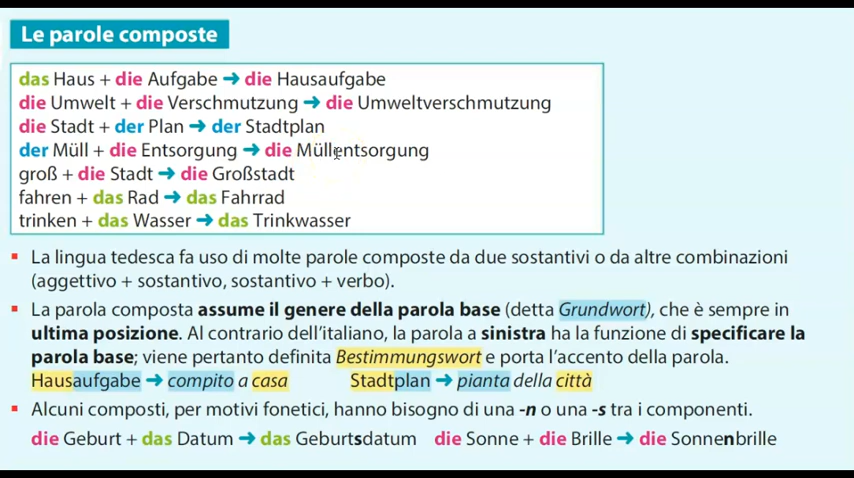 Le parole composte
das Haus + die Aufgabe → die Hausaufgabe
die Umwelt + die Verschmutzung → die Umweltverschmutzung
die Stadt + der Plan → der Stadtplan
der Müll + die Entsorgung → die Müllentsorgung
groß + die Stadt → die Großstadt
fahren + das Rad → das Fahrrad
trinken + das Wasser → das Trinkwasser
La lingua tedesca fa uso di molte parole composte da due sostantivi o da altre combinazioni
(aggettivo + sostantivo, sostantivo + verbo).
La parola composta assume il genere della parola base (detta Grundwort), che è sempre in
ultima posizione. Al contrario dell'italiano, la parola a sinistra ha la funzione di specificare la
parola base; viene pertanto definita Bestimmungswort e porta l'accento della parola.
Hausaufgabe → compito a casa Stadtplan → pianta della città
Alcuni composti, per motivi fonetici, hanno bisogno di una -n o una -s tra i componenti.
die Geburt + das Datum → das Geburtsdatum die Sonne + die Brille → die Sonnenbrille